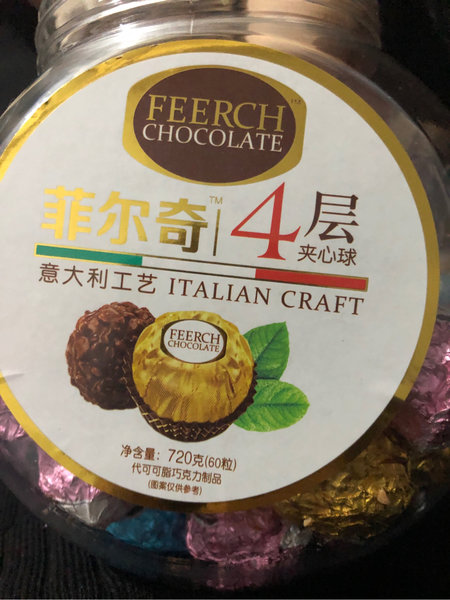 FEERCH
CHOCOLATE
菲尔奇™
4层
夹心球
意大利工艺 ITALIAN CRAFT
FEERCH
CHOCOLATE
净含量：720克(60粒)
代可可脂巧克力制品
(图案仅供参考)